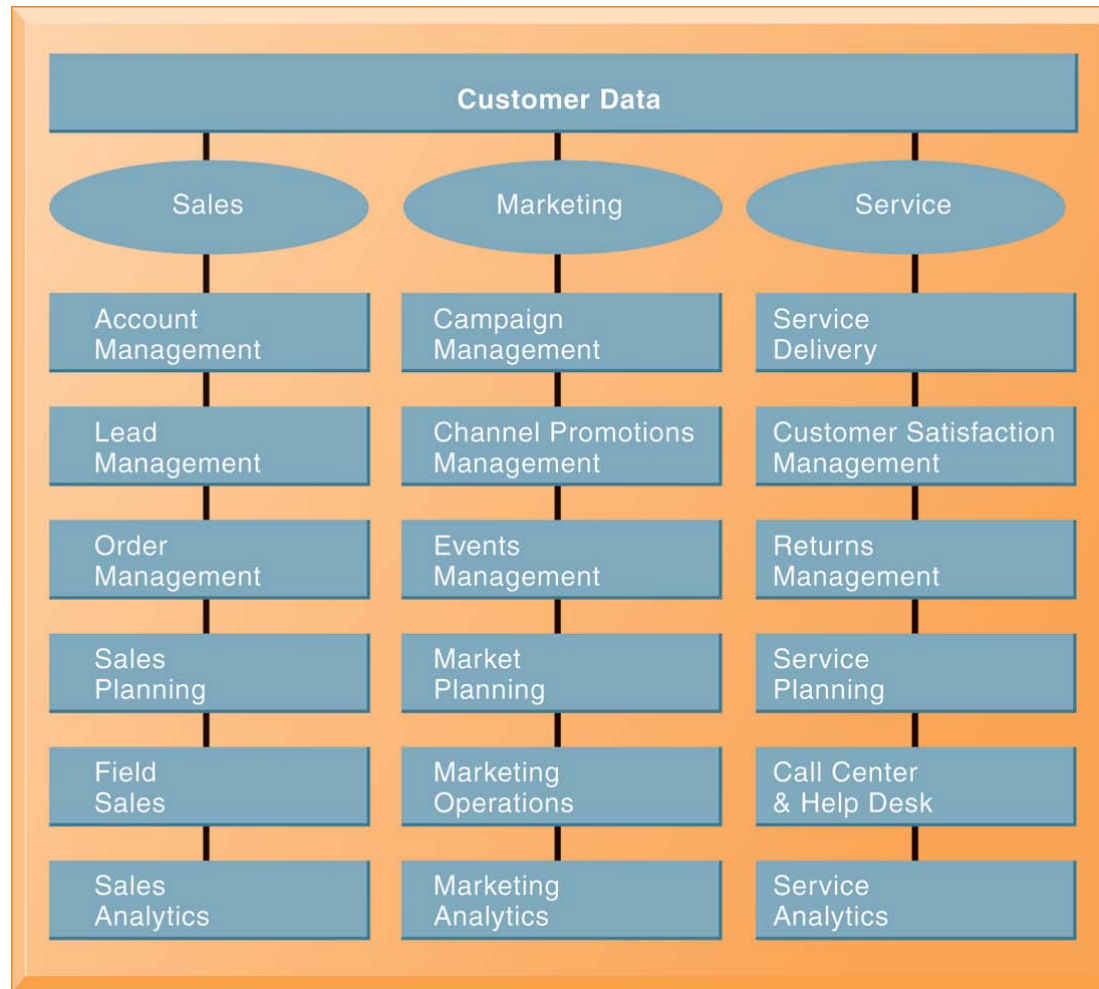 Customer Data
Sales
Marketing
Service
Account
Management
Campaign
Management
Service
Delivery
Lead
Management
Channel Promotions
Management
Customer Satisfaction
Management
Order
Management
Events
Management
Returns
Management
Sales
Planning
Market
Planning
Service
Planning
Field
Sales
Marketing
Operations
Call Center
& Help Desk
Sales
Analytics
Marketing
Analytics
Service
Analytics